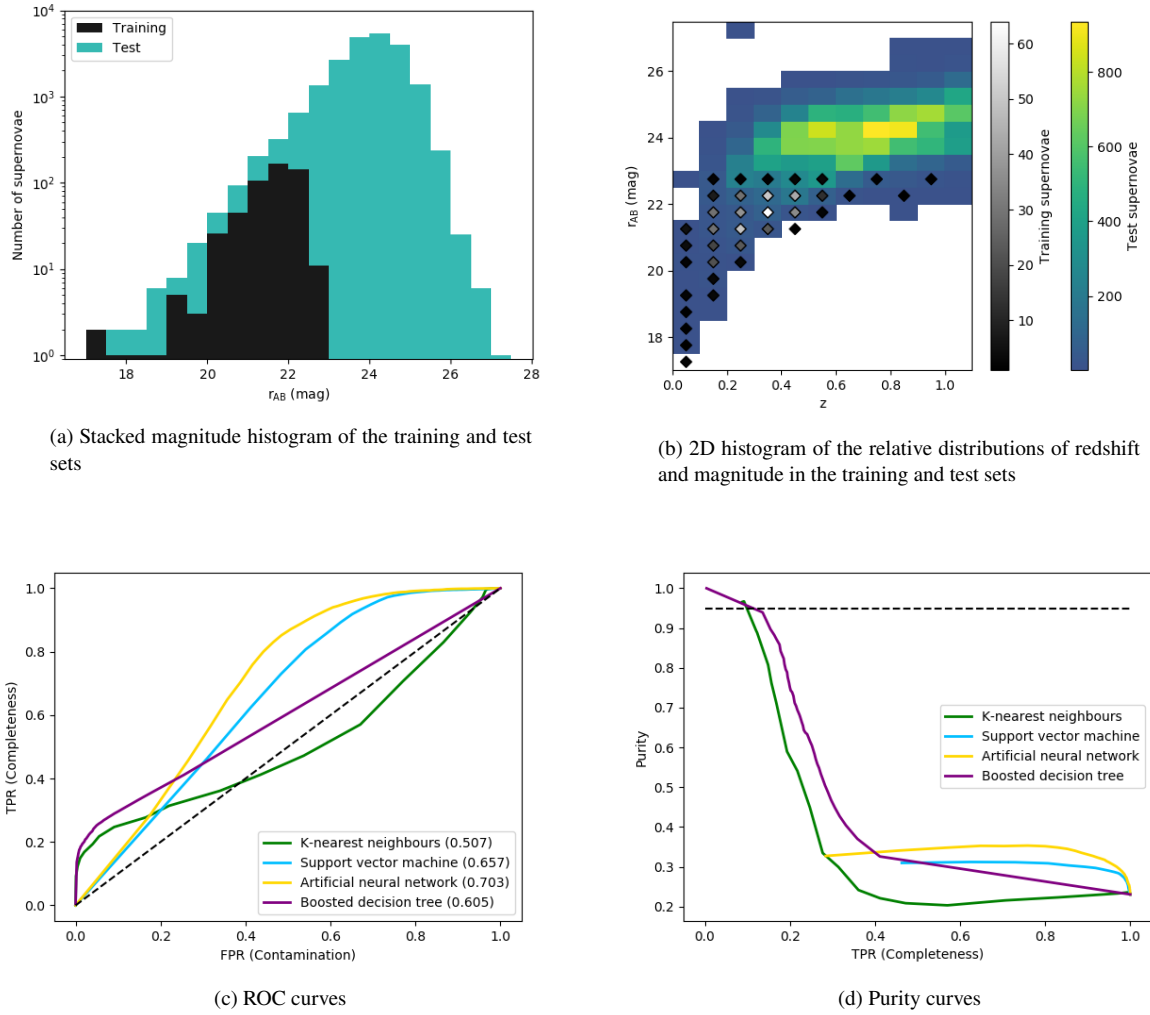 Training
Test
10⁴
10³
10²
10¹
10⁰
Number of supernovae
18 20 22 24 26 28
r_AB (mag)
(a) Stacked magnitude histogram of the training and test
sets
26
24
22
20
18
r_AB (mag)
0.0 0.2 0.4 0.6 0.8 1.0
z
60
50
40
30
20
10
Training supernovae
800
600
400
200
Test supernovae
(b) 2D histogram of the relative distributions of redshift
and magnitude in the training and test sets
1.0
0.8
0.6
0.4
0.2
0.0
TPR (Completeness)
K-nearest neighbours (0.507)
Support vector machine (0.657)
Artificial neural network (0.703)
Boosted decision tree (0.605)
0.0 0.2 0.4 0.6 0.8 1.0
FPR (Contamination)
(c) ROC curves
1.0
0.9
0.8
0.7
0.6
0.5
0.4
0.3
0.2
Purity
K-nearest neighbours
Support vector machine
Artificial neural network
Boosted decision tree
0.0 0.2 0.4 0.6 0.8 1.0
TPR (Completeness)
(d) Purity curves